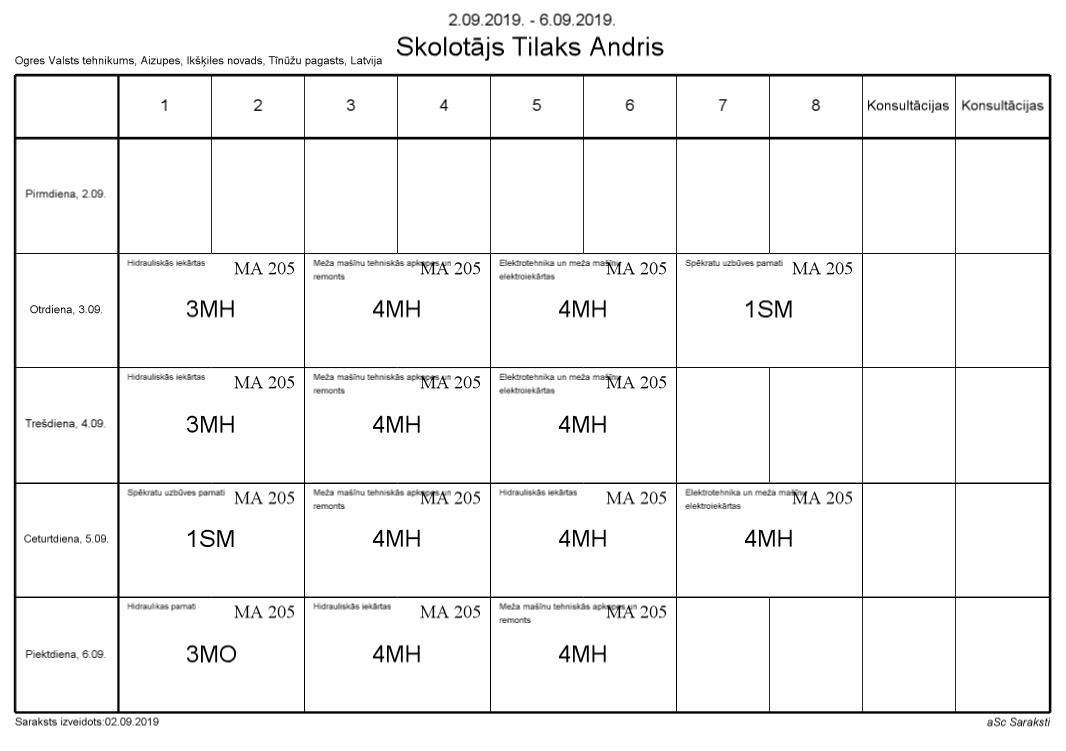 2.09.2019. - 6.09.2019.
Skolotājs Tilaks Andris
Ogres Valsts tehnikums, Aizupes, Ikšķiles novads, Tīnūžu pagasts, Latvija
1 2 3 4 5 6 7 8 Konsultācijas Konsultācijas
Pirmdiena, 2.09.
Otrdiena, 3.09.
Hidrauliskās iekārtas
MA 205
3MH
Meža mašīnu tehniskās apkopes un
remonts
MA 205
4MH
Elektrotehnika un meža mašīnu
elektroiekārtas
MA 205
4MH
Spēkratu uzbūves pamati
MA 205
1SM
Trešdiena, 4.09.
Hidrauliskās iekārtas
MA 205
3MH
Meža mašīnu tehniskās apkopes un
remonts
MA 205
4MH
Elektrotehnika un meža mašīnu
elektroiekārtas
MA 205
4MH
Ceturtdiena, 5.09.
Spēkratu uzbūves pamati
MA 205
1SM
Meža mašīnu tehniskās apkopes un
remonts
MA 205
4MH
Hidrauliskās iekārtas
MA 205
4MH
Elektrotehnika un meža mašīnu
elektroiekārtas
MA 205
4MH
Piektdiena, 6.09.
Hidraulikas pamati
MA 205
3MO
Hidrauliskās iekārtas
MA 205
4MH
Meža mašīnu tehniskās apkopes un
remonts
MA 205
4MH
Saraksts izveidots:02.09.2019
aSc Saraksti